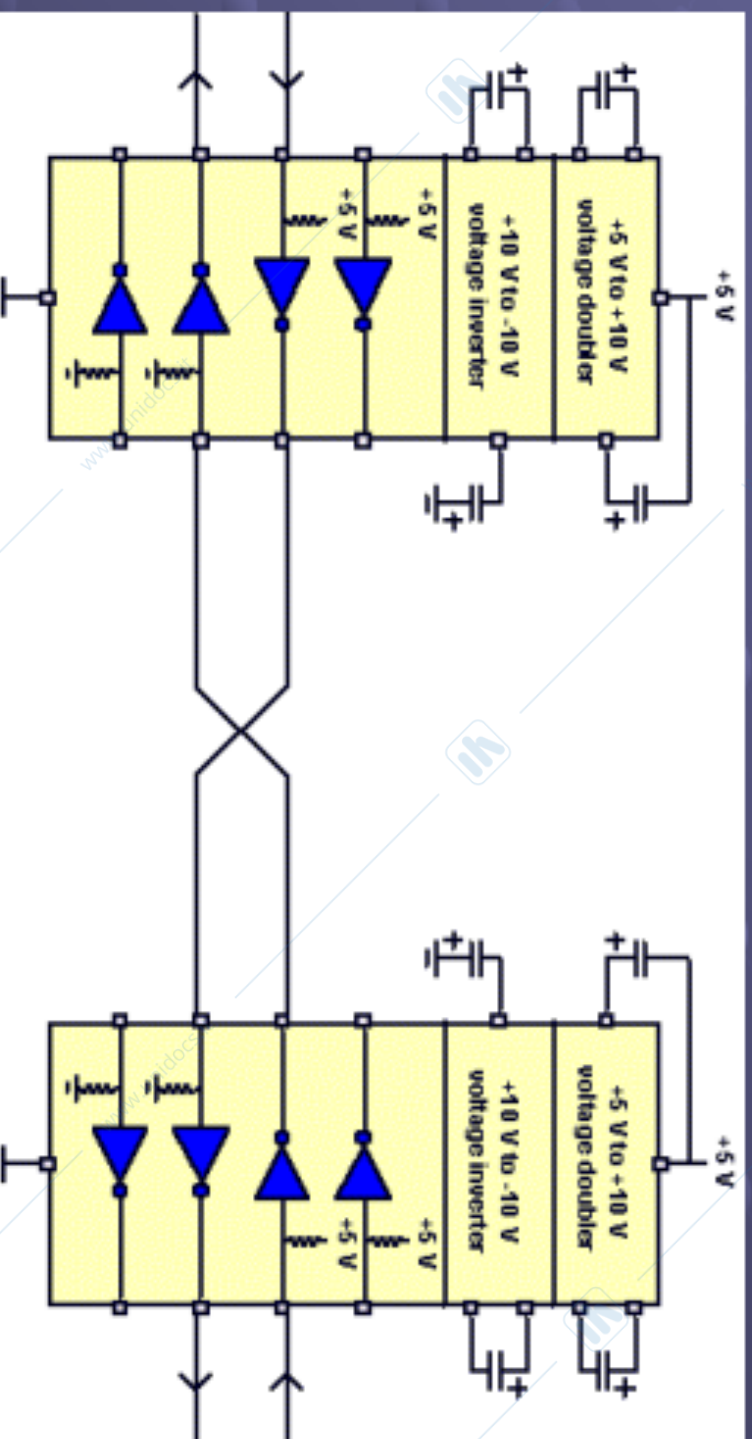 +5 V
+5 V to +10 V
voltage doubler
+10 V to -10 V
voltage inverter
+5 V
+5 V
+5 V
+5 V to +10 V
voltage doubler
+10 V to -10 V
voltage inverter
+5 V
+5 V